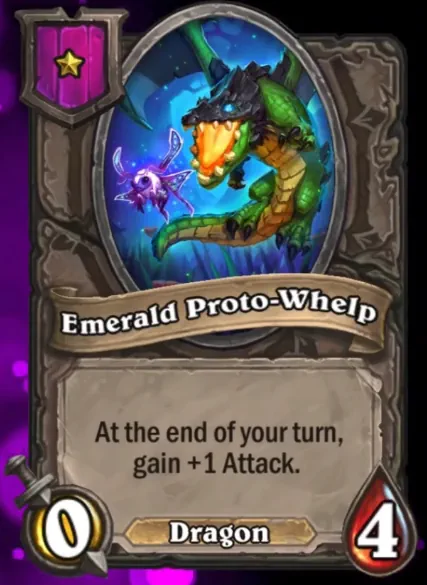 Emerald Proto-Whelp
At the end of your turn,
gain +1 Attack.
0
Dragon
4